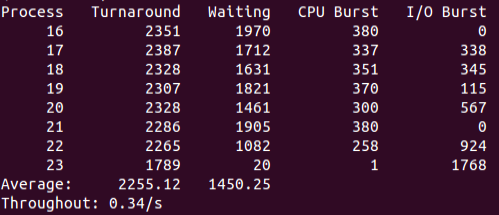 Process Turnaround Waiting CPU Burst I/O Burst
16 2351 1970 380 0
17 2387 1712 337 338
18 2328 1631 351 345
19 2307 1821 370 115
20 2328 1461 300 567
21 2286 1905 380 0
22 2265 1082 258 924
23 1789 20 1 1768
Average: 2255.12 1450.25
Throughout: 0.34/s